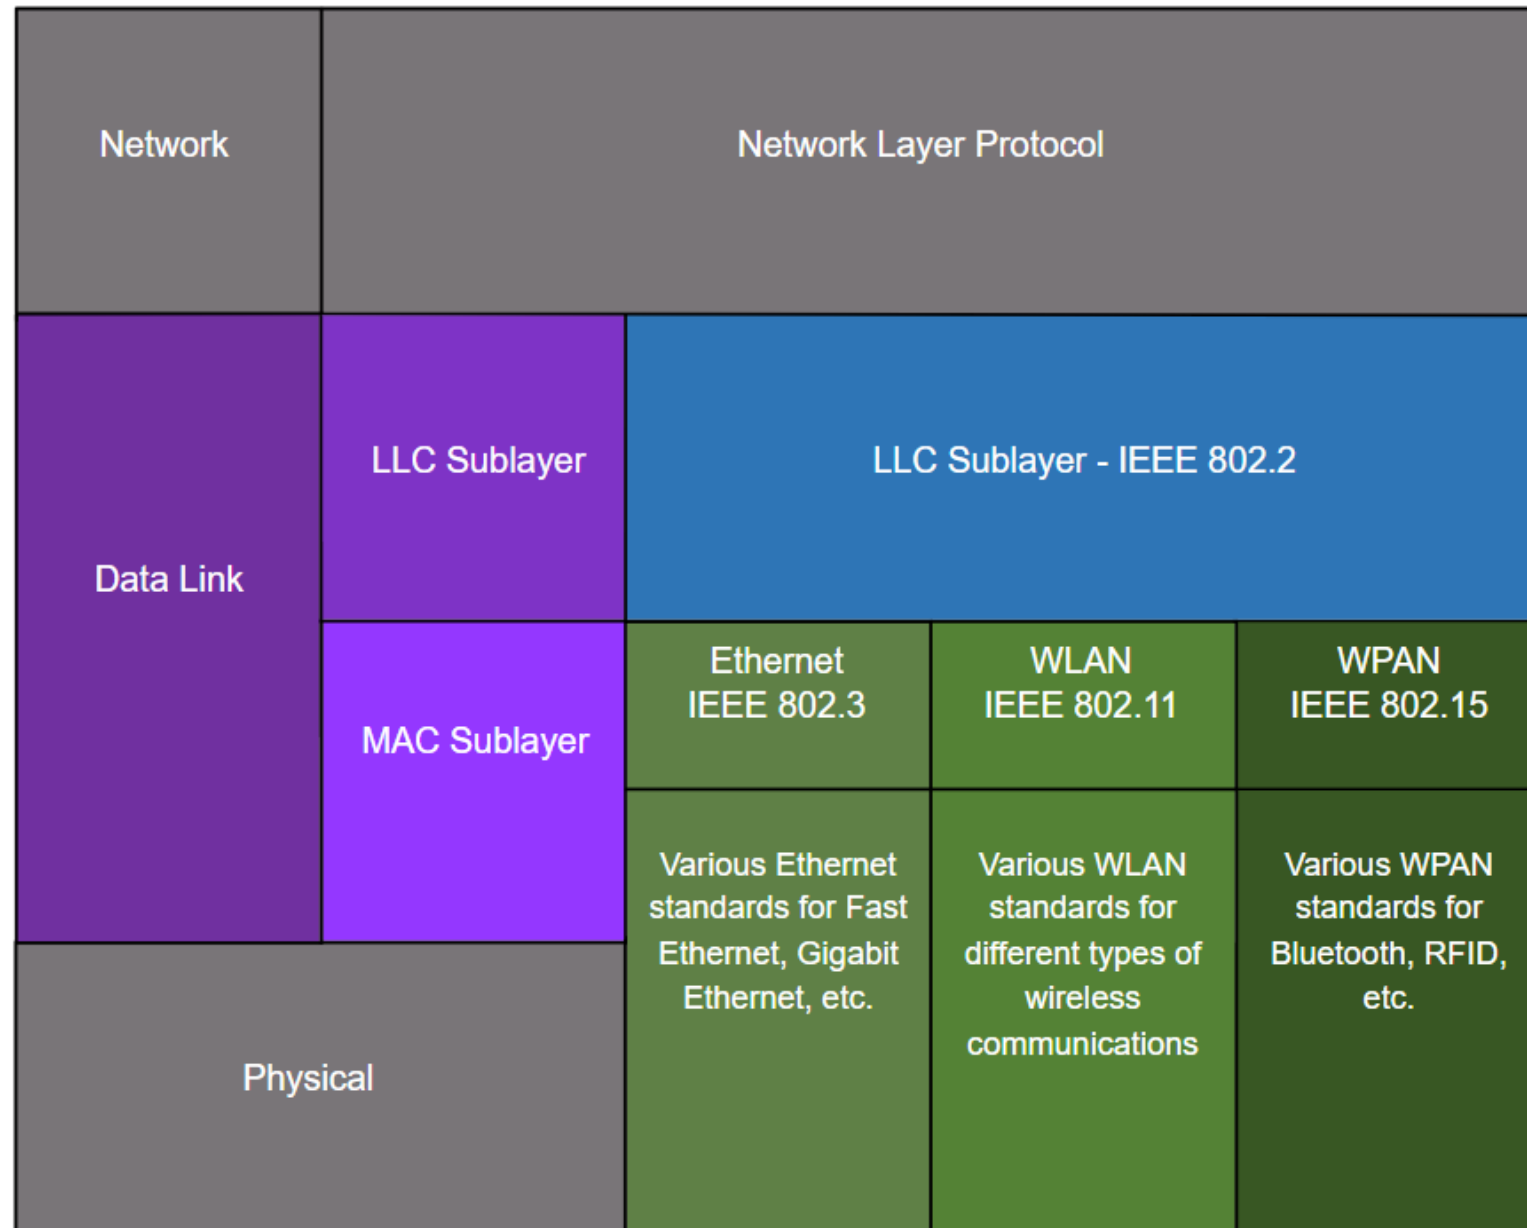 Network
Network Layer Protocol
Data Link
LLC Sublayer
LLC Sublayer - IEEE 802.2
MAC Sublayer
Ethernet
IEEE 802.3
WLAN
IEEE 802.11
WPAN
IEEE 802.15
Various Ethernet
standards for Fast
Ethernet, Gigabit
Ethernet, etc.
Various WLAN
standards for
different types of
wireless
communications
Various WPAN
standards for
Bluetooth, RFID,
etc.
Physical